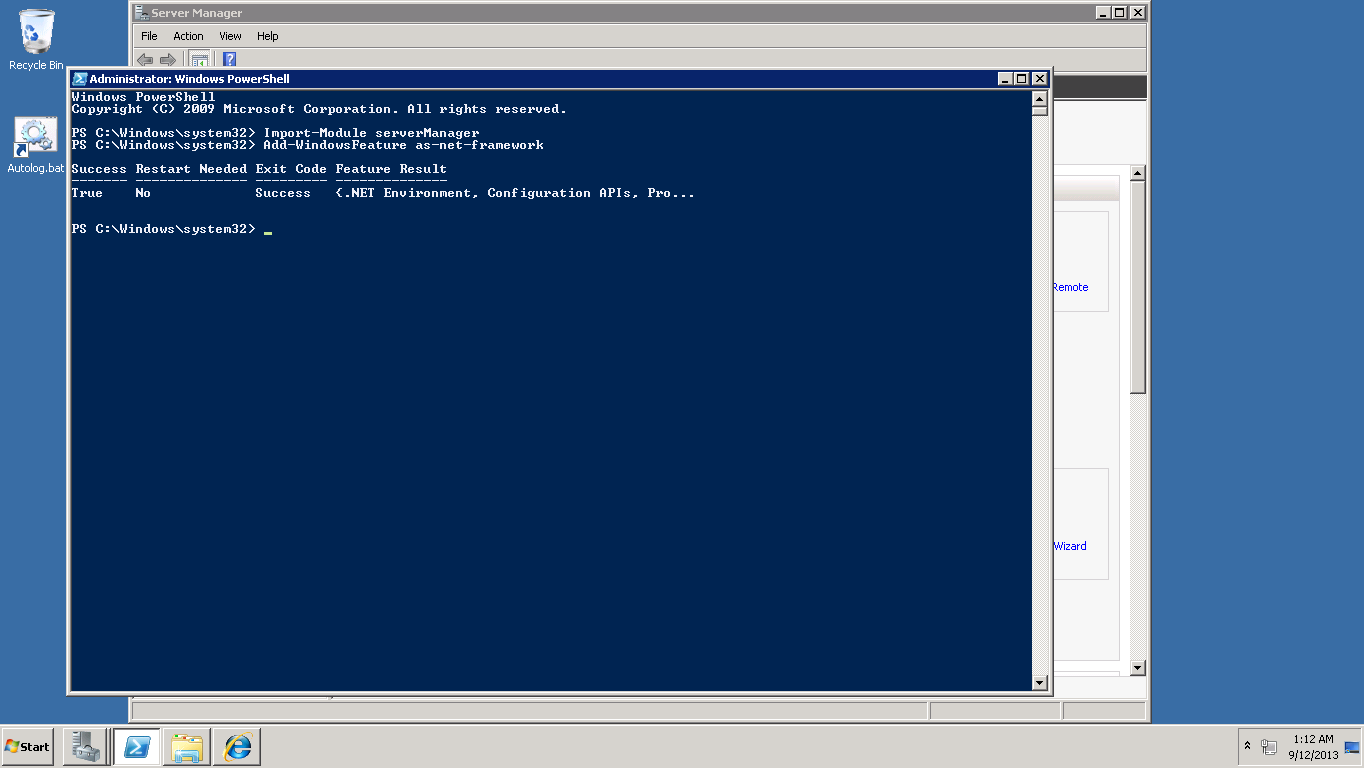 Recycle Bin
Autolog.bat
Server Manager
File Action View Help
Administrator: Windows PowerShell
Windows PowerShell
Copyright (C) 2009 Microsoft Corporation. All rights reserved.
PS C:\Windows\system32> Import-Module serverManager
PS C:\Windows\system32> Add-WindowsFeature as-net-framework
Success Restart Needed Exit Code Feature Result
------- -------------- --------- --------------
True No Success {.NET Environment, Configuration APIs, Pro...
PS C:\Windows\system32> _
Remote
Wizard
Start
1:12 AM
9/12/2013